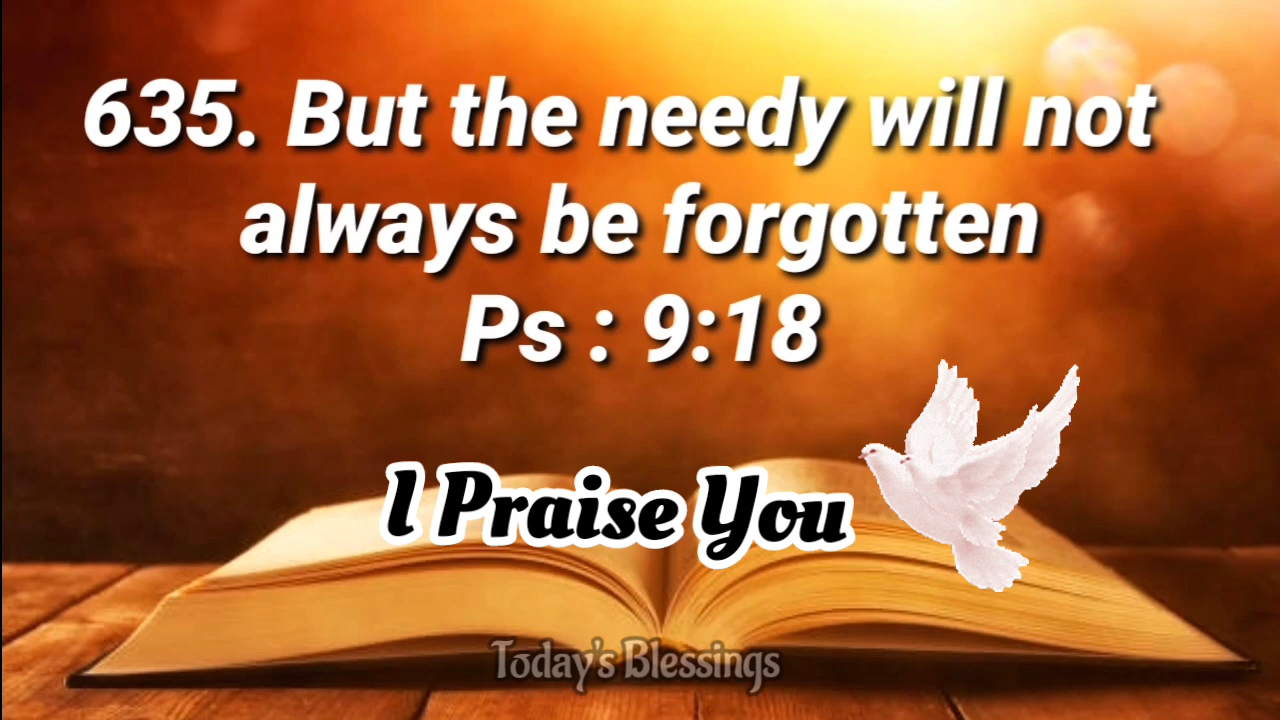 635. But the needy will not
always be forgotten
Ps : 9:18
I Praise You
Today's Blessings